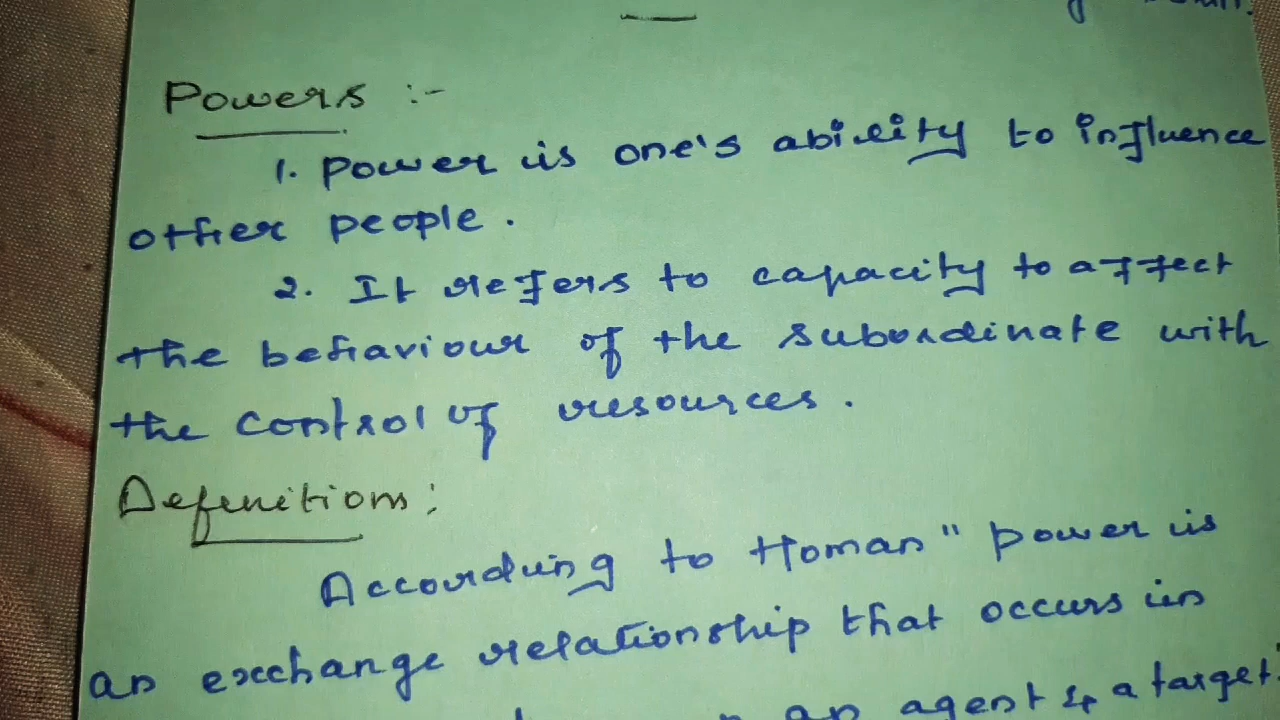 Powers :-
1. Power is one's ability to influence
other people.
2. It refers to capacity to affect
the behaviour of the subordinate with
the control of resources.
Definitions:
According to Homan " power is
an exchange relationship that occurs in
an agent & a target